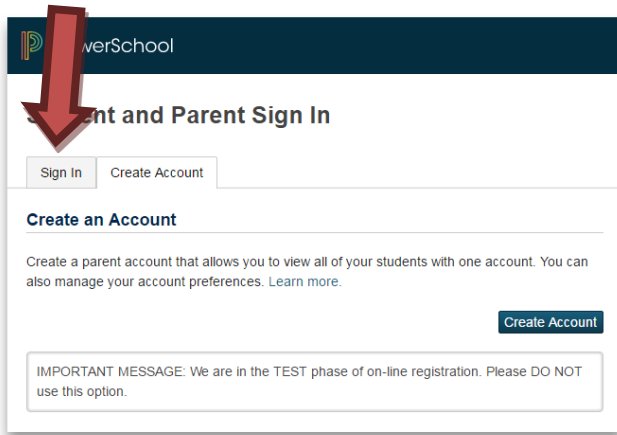 werSchool
ent and Parent Sign In
Sign In
Create Account
Create an Account
Create a parent account that allows you to view all of your students with one account. You can
also manage your account preferences. Learn more.
Create Account
IMPORTANT MESSAGE: We are in the TEST phase of on-line registration. Please DO NOT
use this option.